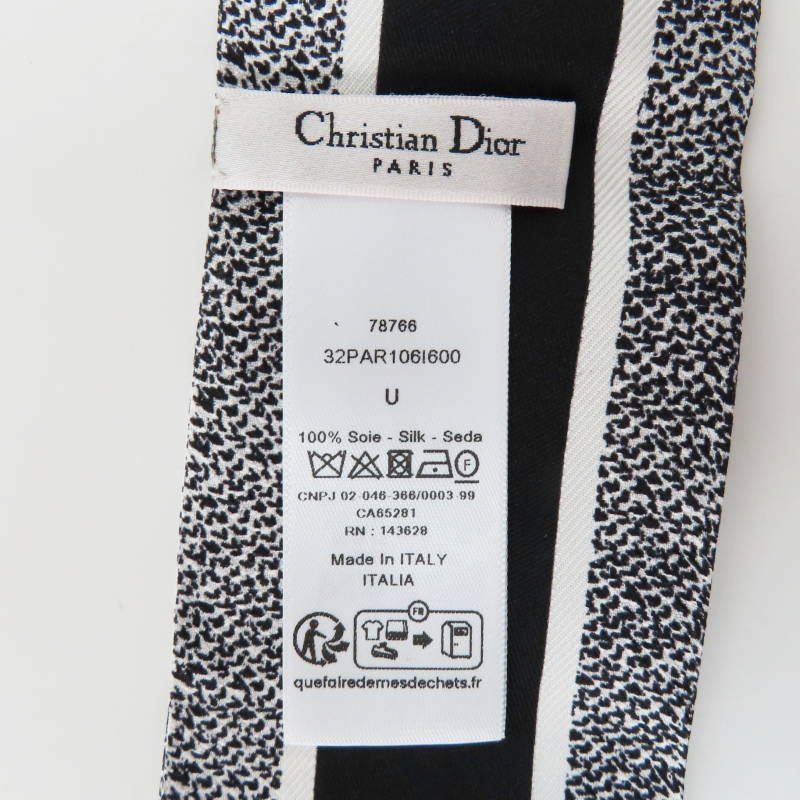 Christian Dior
PARIS
78766
32PAR106I600
U
100% Soie - Silk - Seda
F
CNPJ 02-046-366/0003-99
CA65281
RN : 143628
Made In ITALY
ITALIA
FR
quefairedemesdechets.fr